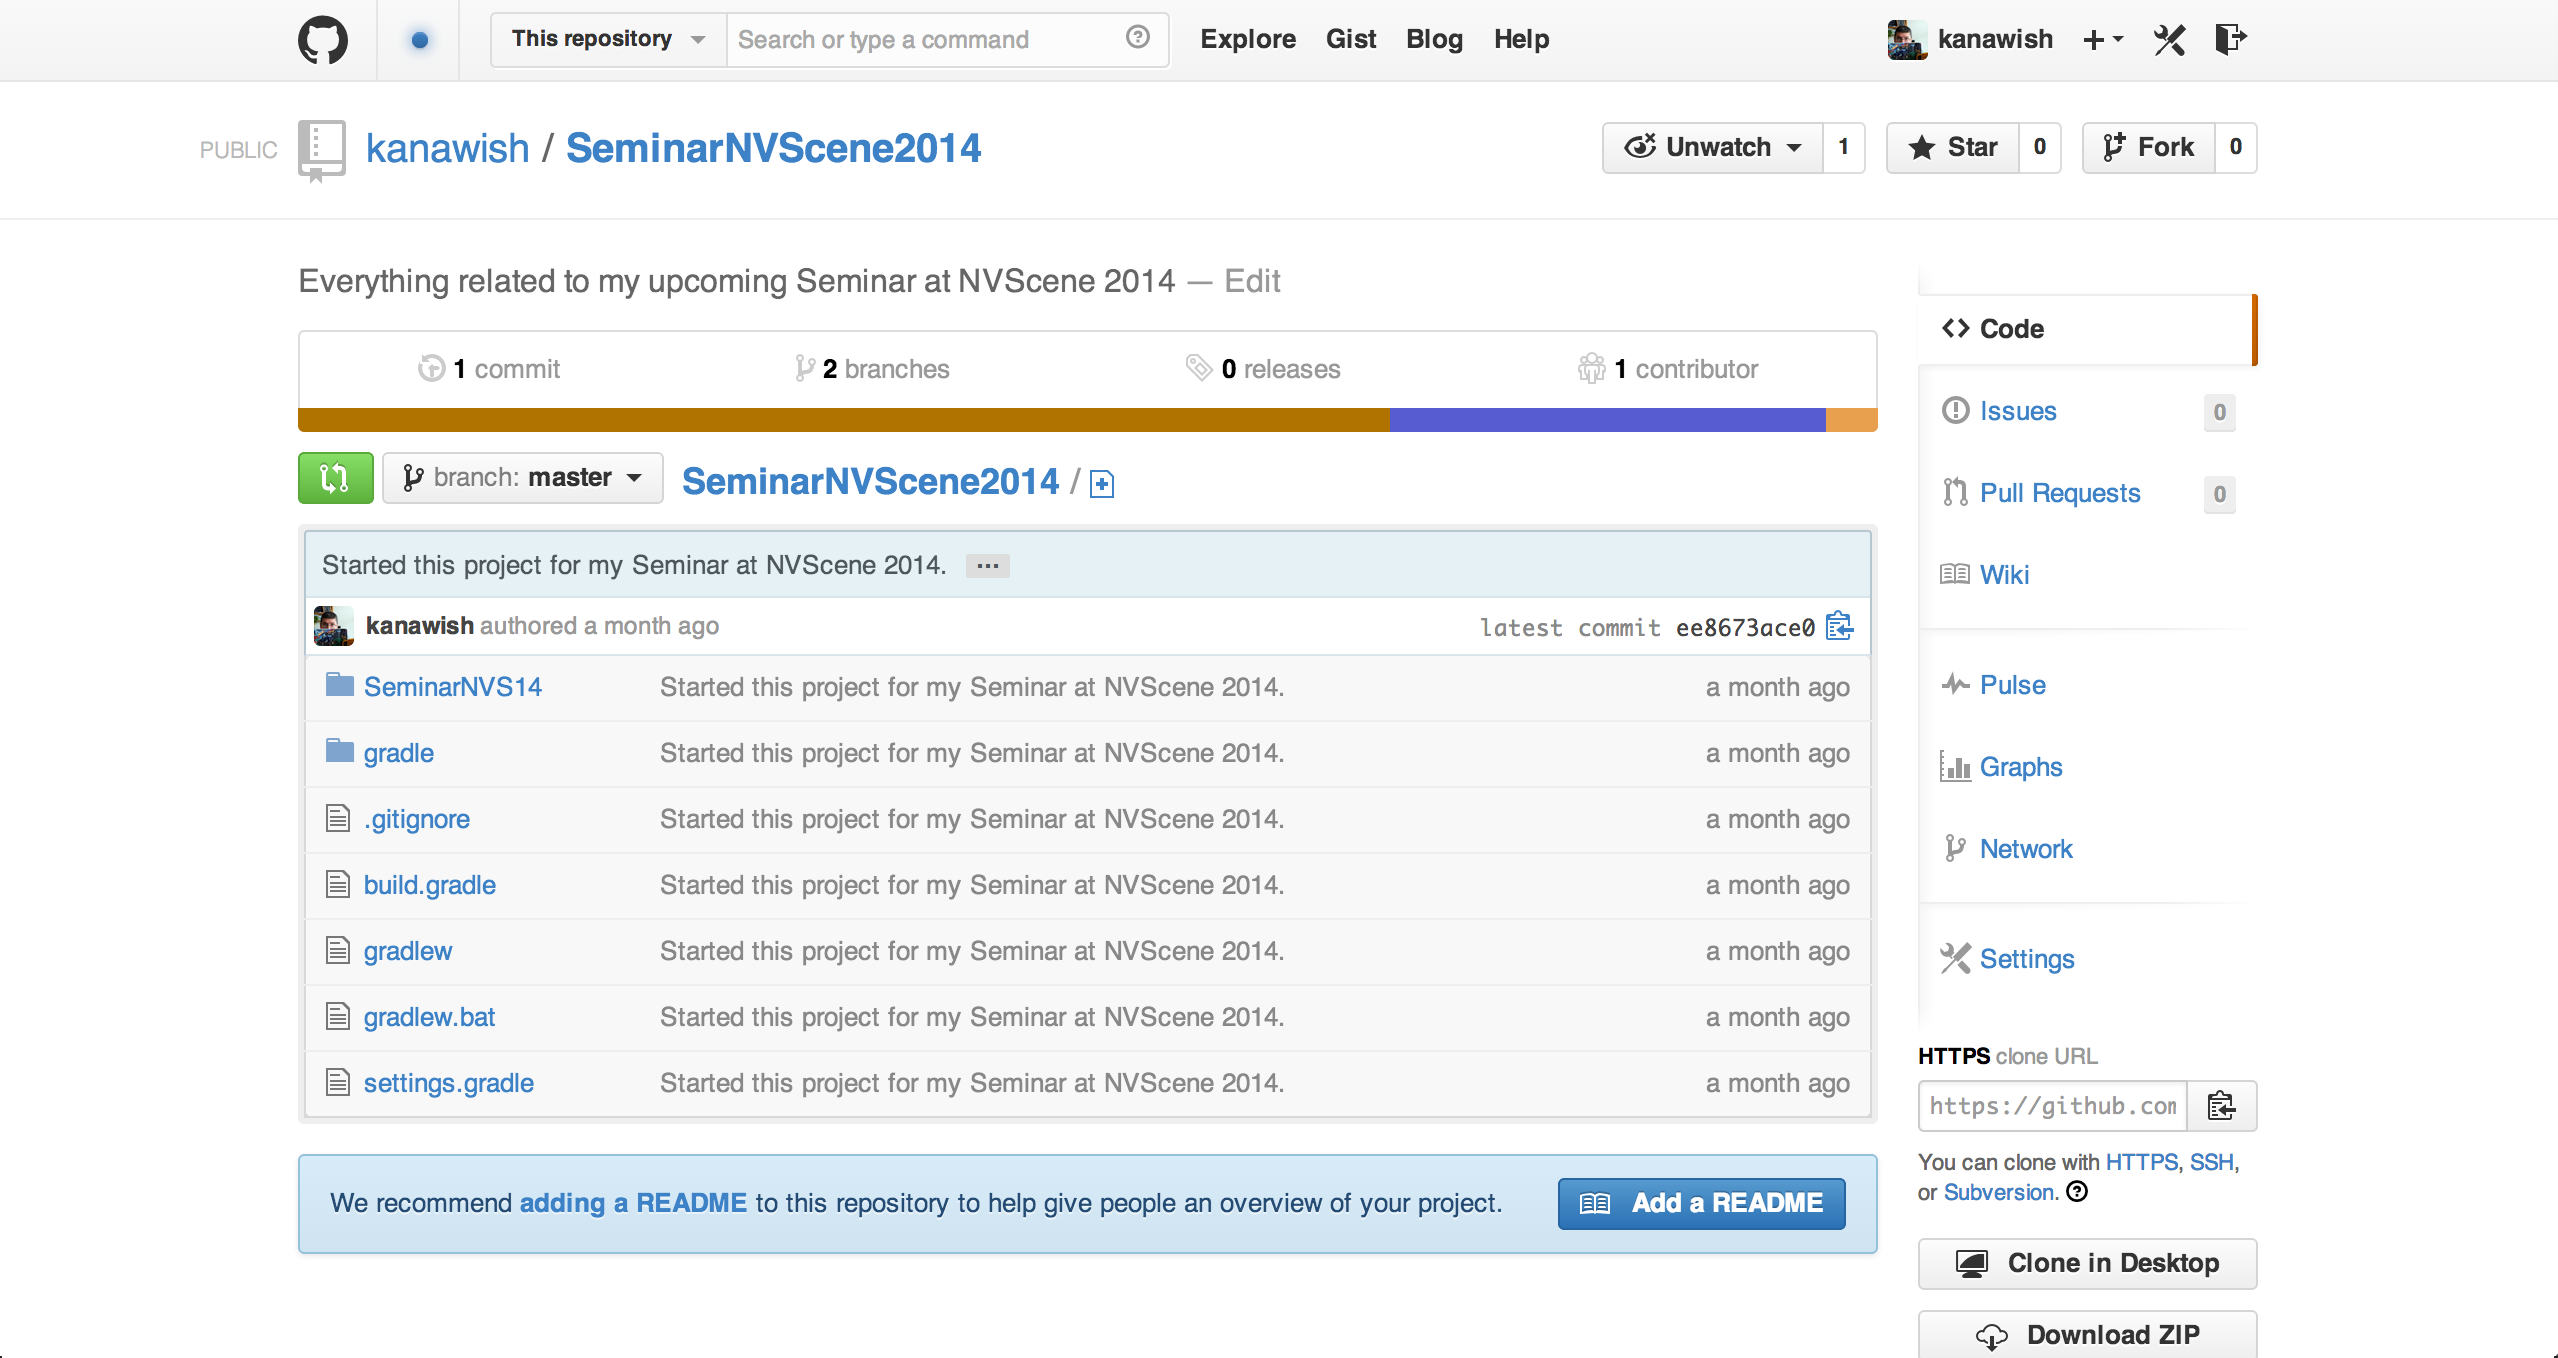 This repository Search or type a command Explore Gist Blog Help kanawish
PUBLIC kanawish / SeminarNVScene2014 Unwatch 1 Star 0 Fork 0
Everything related to my upcoming Seminar at NVScene 2014 — Edit
1 commit 2 branches 0 releases 1 contributor
branch: master SeminarNVScene2014 /
Started this project for my Seminar at NVScene 2014. ...
kanawish authored a month ago latest commit ee8673ace0
SeminarNVS14 Started this project for my Seminar at NVScene 2014. a month ago
gradle Started this project for my Seminar at NVScene 2014. a month ago
.gitignore Started this project for my Seminar at NVScene 2014. a month ago
build.gradle Started this project for my Seminar at NVScene 2014. a month ago
gradlew Started this project for my Seminar at NVScene 2014. a month ago
gradlew.bat Started this project for my Seminar at NVScene 2014. a month ago
settings.gradle Started this project for my Seminar at NVScene 2014. a month ago
We recommend adding a README to this repository to help give people an overview of your project. Add a README
Code
Issues 0
Pull Requests 0
Wiki
Pulse
Graphs
Network
Settings
HTTPS clone URL
https://github.com
You can clone with HTTPS, SSH,
or Subversion.
Clone in Desktop
Download ZIP